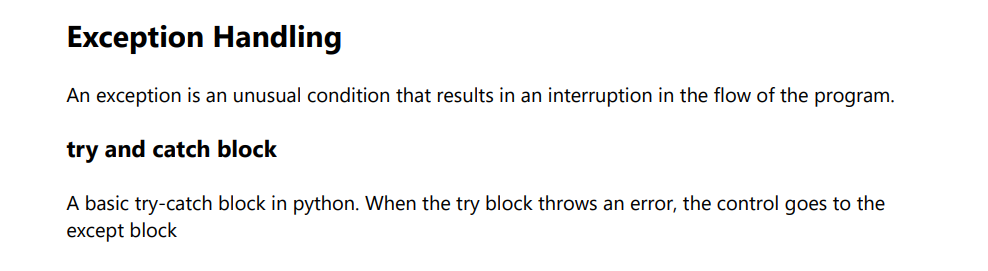 Exception Handling
An exception is an unusual condition that results in an interruption in the flow of the program.
try and catch block
A basic try-catch block in python. When the try block throws an error, the control goes to the
except block